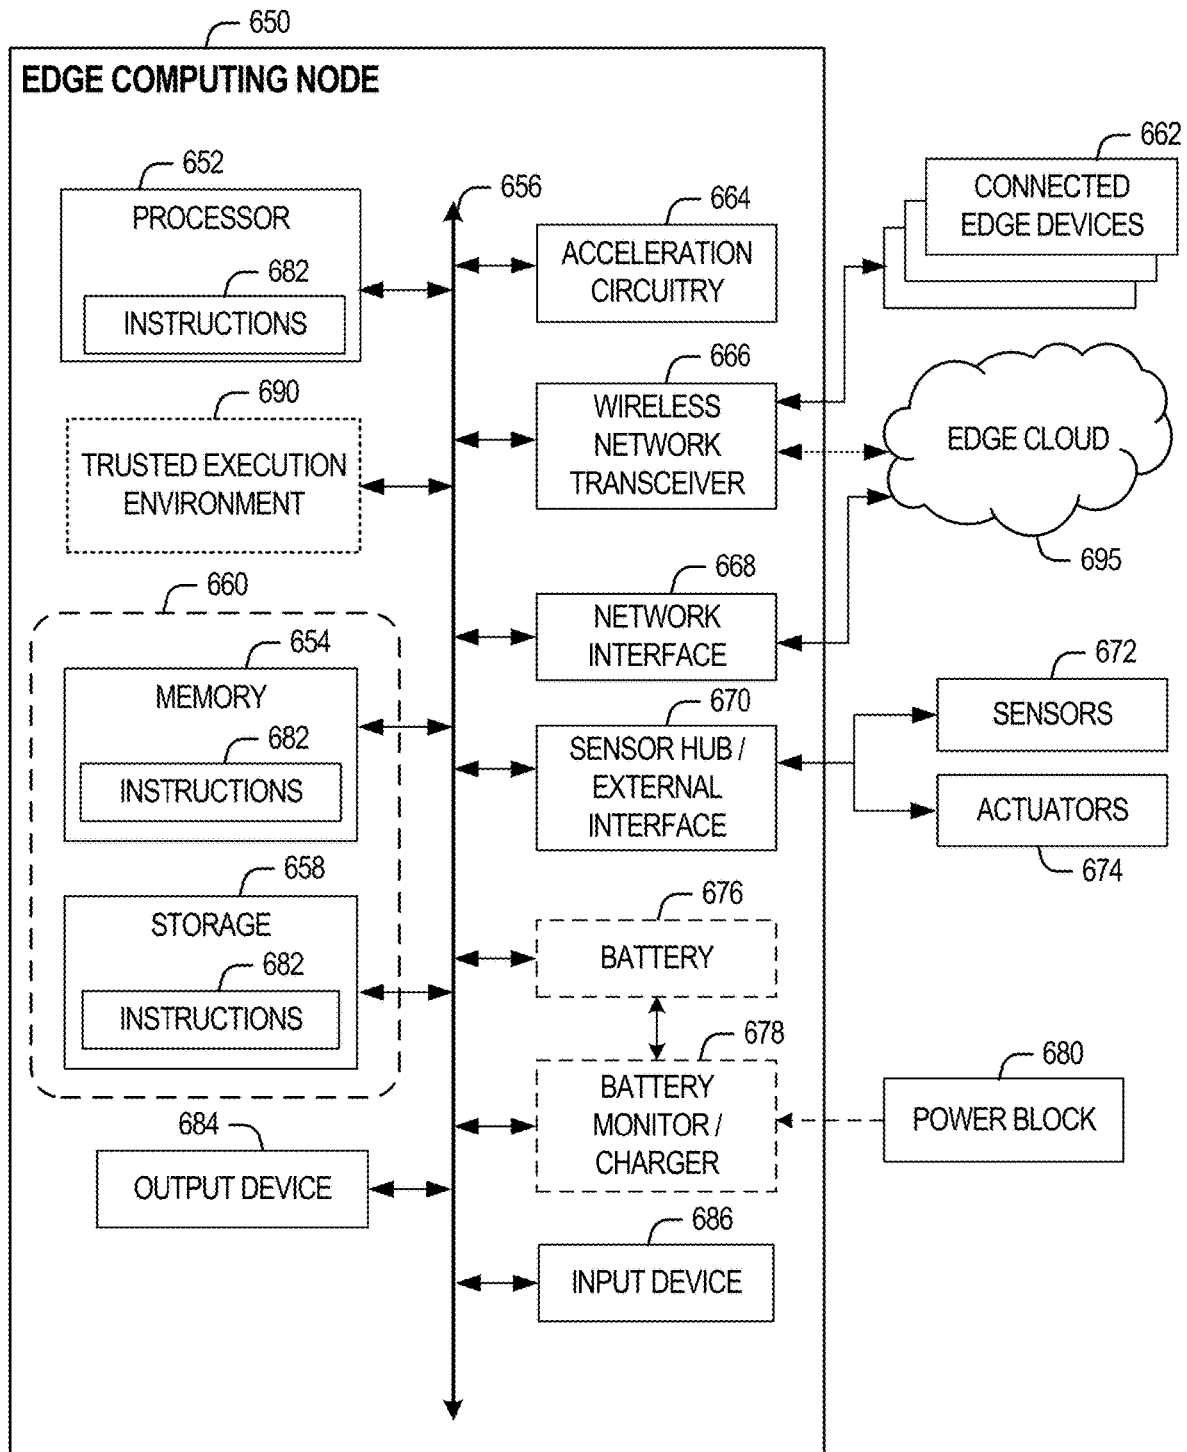 650
EDGE COMPUTING NODE
652
PROCESSOR
682
INSTRUCTIONS
690
TRUSTED EXECUTION
ENVIRONMENT
660
654
MEMORY
682
INSTRUCTIONS
658
STORAGE
682
INSTRUCTIONS
684
OUTPUT DEVICE
656
664
ACCELERATION
CIRCUITRY
666
WIRELESS
NETWORK
TRANSCEIVER
668
NETWORK
INTERFACE
670
SENSOR HUB /
EXTERNAL
INTERFACE
676
BATTERY
678
BATTERY
MONITOR /
CHARGER
686
INPUT DEVICE
662
CONNECTED
EDGE DEVICES
EDGE CLOUD
695
672
SENSORS
ACTUATORS
674
680
POWER BLOCK